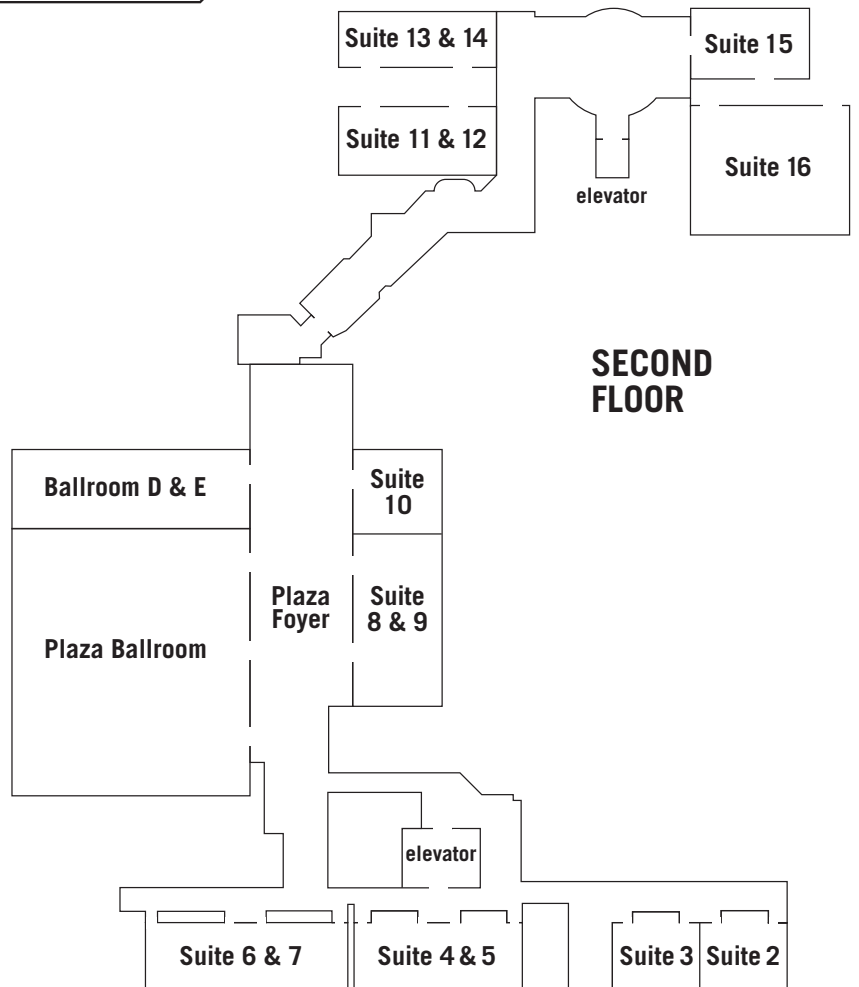 Suite 13 & 14
Suite 15
Suite 11 & 12
Suite 16
elevator
SECOND
FLOOR
Ballroom D & E
Suite
10
Plaza
Foyer
Suite
8 & 9
Plaza Ballroom
elevator
Suite 6 & 7
Suite 4 & 5
Suite 3
Suite 2